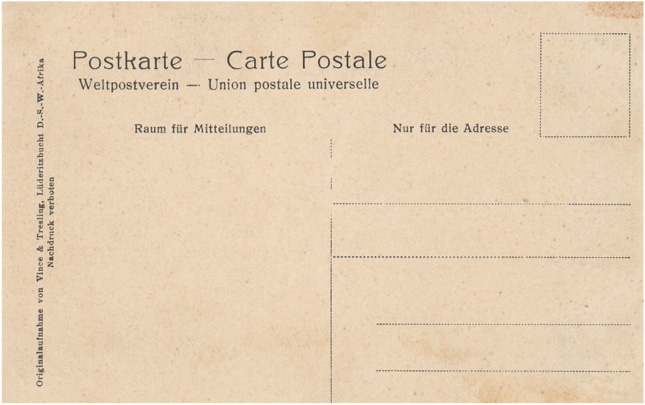 Postkarte — Carte Postale
Weltpostverein — Union postale universelle
Raum für Mitteilungen
Nur für die Adresse
Originalaufnahme von Vince & Tresling, Lüderitzbucht D.-S.-W.-Afrika
Nachdruck verboten